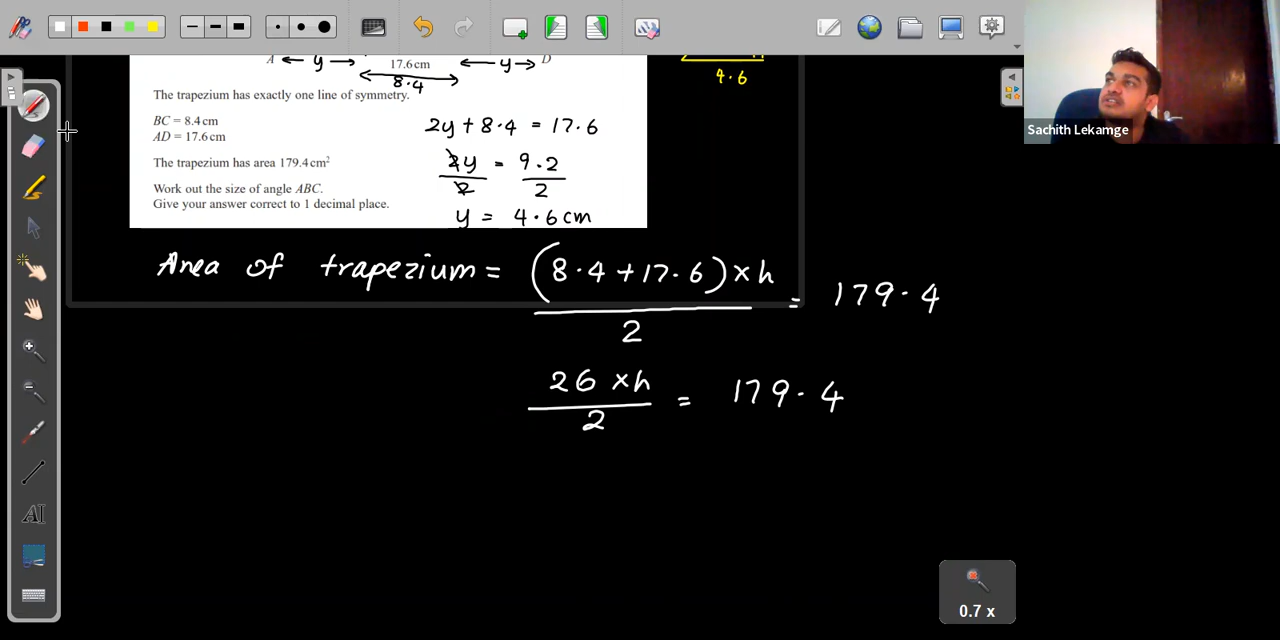 A ← y → 17.6cm ← y → D
8.4
4.6
The trapezium has exactly one line of symmetry.
2y + 8.4 = 17.6
BC = 8.4 cm
AD = 17.6 cm
The trapezium has area 179.4 cm²
2y/2 = 9.2/2
Work out the size of angle ABC.
Give your answer correct to 1 decimal place.
y = 4.6 cm
Area of trapezium = (8.4 + 17.6) × h / 2 = 179.4
26 × h / 2 = 179.4
Sachith Lekamge
AI
0.7 x